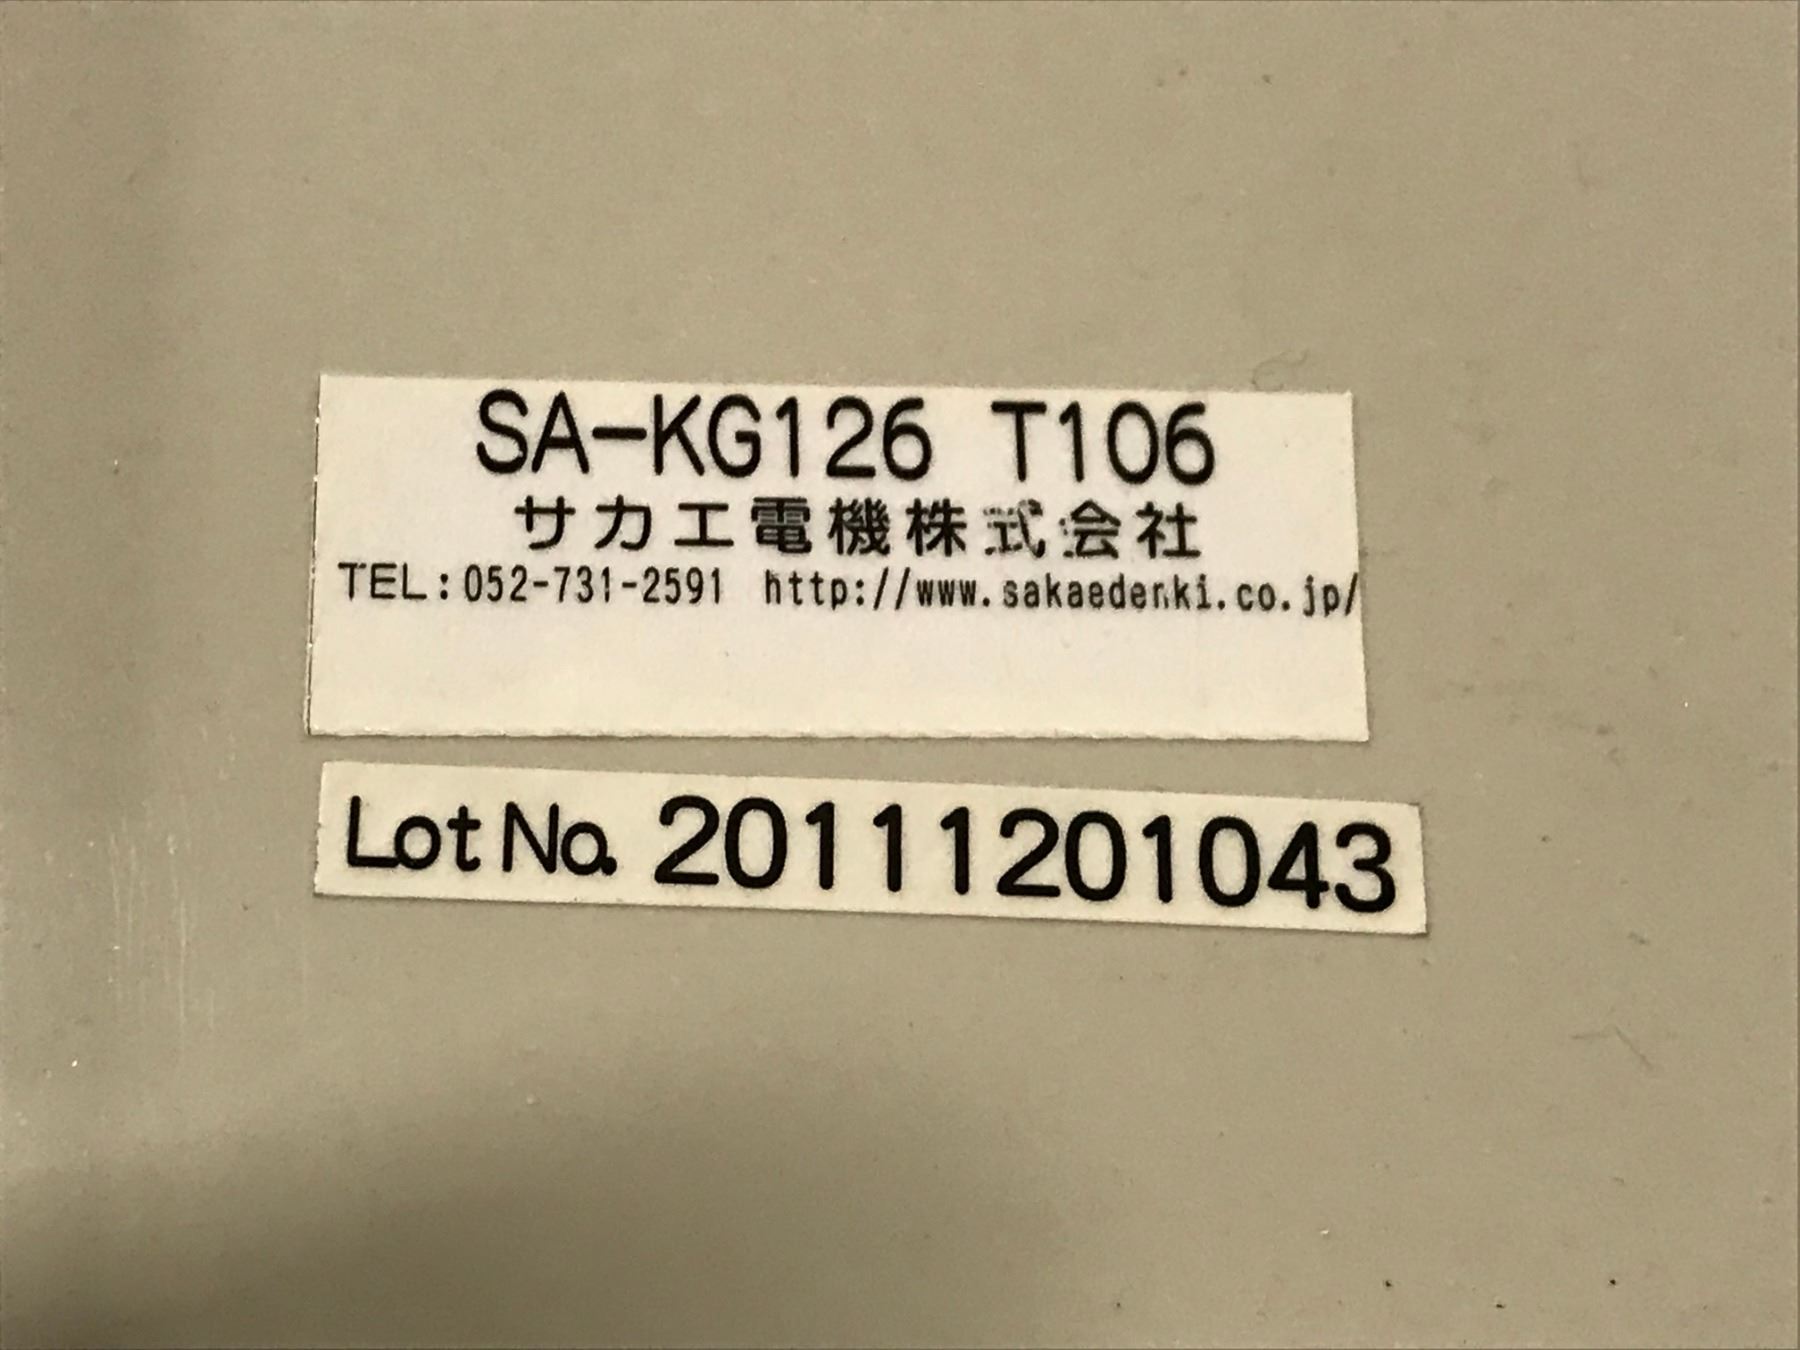 SA-KG126 T106
サカエ電機株式会社
TEL:052-731-2591 http://www.sakaedenki.co.jp/
Lot No. 20111201043